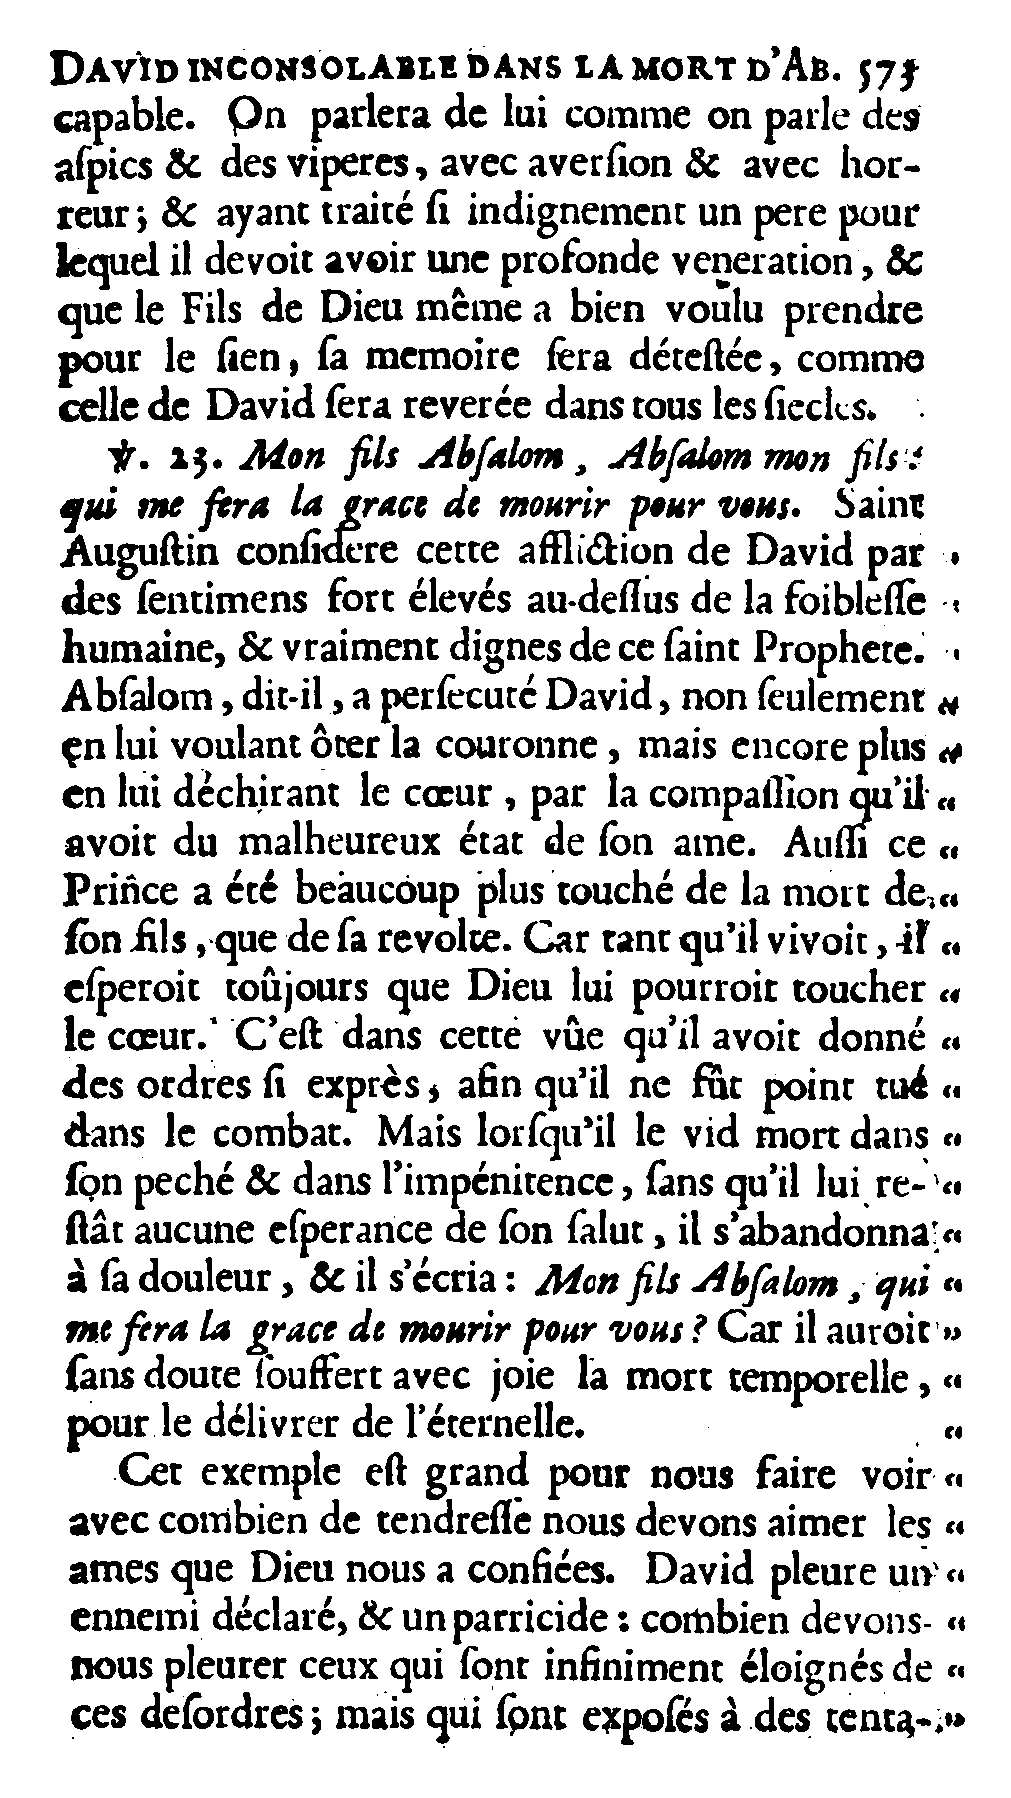 DAVID INCONSOLABLE DANS LA MORT D'AB. 573
capable. On parlera de lui comme on parle des
aſpics & des viperes, avec averſion & avec hor-
reur; & ayant traité ſi indignement un pere pour
lequel il devoit avoir une profonde veneration, &
que le Fils de Dieu même a bien voulu prendre
pour le ſien, ſa memoire ſera déteſtée, comme
celle de David ſera reverée dans tous les ſiecles.
℣. 23. Mon fils Abſalom, Abſalom mon fils:
qui me fera la grace de mourir pour vous. Saint
Auguſtin conſidere cette affliction de David par
des ſentimens fort élevés au-deſſus de la foibleſſe
humaine, & vraiment dignes de ce ſaint Prophete.
Abſalom, dit-il, a perſecuté David, non ſeulement "
en lui voulant ôter la couronne, mais encore plus "
en lui déchirant le cœur, par la compaſſion qu'il "
avoit du malheureux état de ſon ame. Auſſi ce "
Prince a été beaucoup plus touché de la mort de "
ſon fils, que de ſa revolte. Car tant qu'il vivoit, il "
eſperoit toûjours que Dieu lui pourroit toucher "
le cœur. C'eſt dans cette vûe qu'il avoit donné "
des ordres ſi exprès, afin qu'il ne fût point tué "
dans le combat. Mais lorſqu'il le vid mort dans "
ſon peché & dans l'impénitence, ſans qu'il lui re- "
ſtât aucune eſperance de ſon ſalut, il s'abandonna "
à ſa douleur, & il s'écria: Mon fils Abſalom, qui "
me fera la grace de mourir pour vous? Car il auroit "
ſans doute ſouffert avec joie la mort temporelle, "
pour le délivrer de l'éternelle. "
Cet exemple eſt grand pour nous faire voir "
avec combien de tendreſſe nous devons aimer les "
ames que Dieu nous a confiées. David pleure un "
ennemi déclaré, & un parricide: combien devons- "
nous pleurer ceux qui ſont infiniment éloignés de "
ces deſordres; mais qui ſont expoſés à des tenta- "